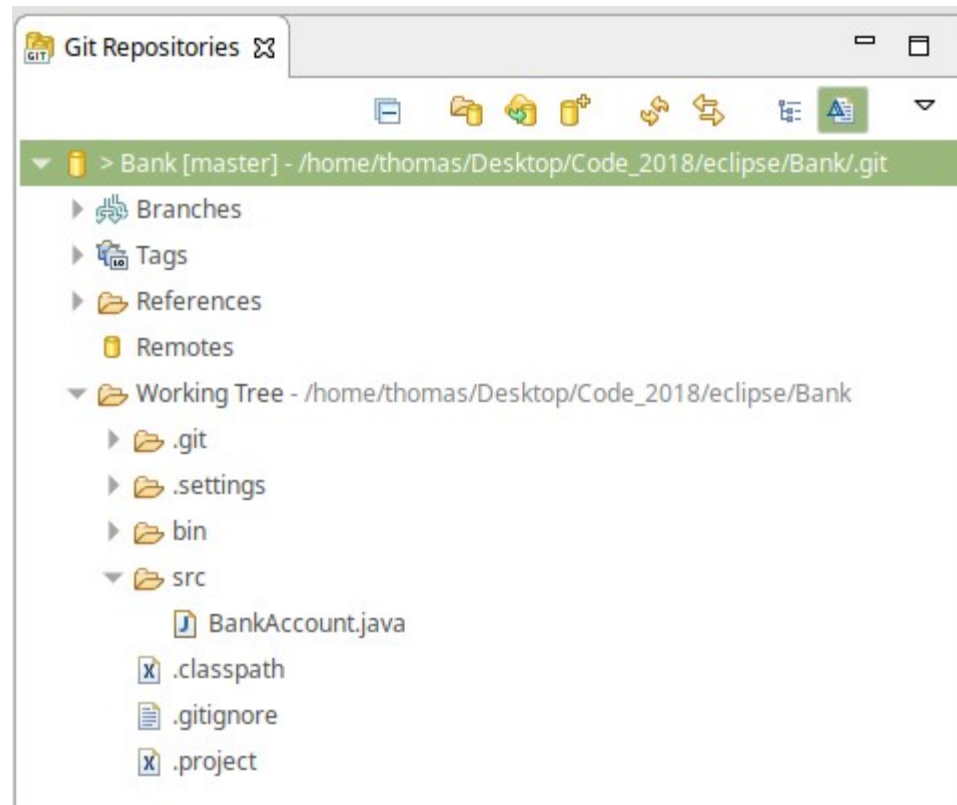 GIT Git Repositories
> Bank [master] - /home/thomas/Desktop/Code_2018/eclipse/Bank/.git
Branches
Tags
References
Remotes
Working Tree - /home/thomas/Desktop/Code_2018/eclipse/Bank
.git
.settings
bin
src
J BankAccount.java
X .classpath
.gitignore
X .project